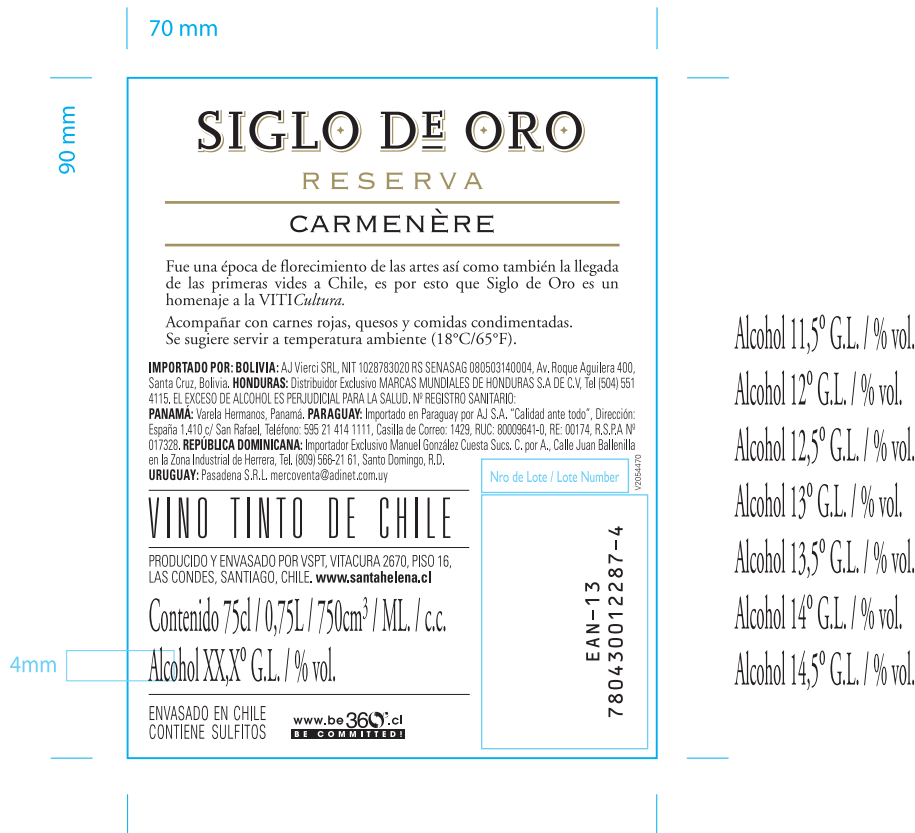 70 mm
90 mm
SIGLO DE ORO
RESERVA
CARMENÈRE
Fue una época de florecimiento de las artes así como también la llegada
de las primeras vides a Chile, es por esto que Siglo de Oro es un
homenaje a la VITICultura.
Acompañar con carnes rojas, quesos y comidas condimentadas.
Se sugiere servir a temperatura ambiente (18°C/65°F).
IMPORTADO POR: BOLIVIA: AJ Vierci SRL, NIT 1028783020 RS SENASAG 080503140004, Av. Roque Aguilera 400,
Santa Cruz, Bolivia. HONDURAS: Distribuidor Exclusivo MARCAS MUNDIALES DE HONDURAS S.A DE C.V, Tel (504) 551
4115. EL EXCESO DE ALCOHOL ES PERJUDICIAL PARA LA SALUD. Nº REGISTRO SANITARIO:
PANAMÁ: Varela Hermanos, Panamá. PARAGUAY: Importado en Paraguay por AJ S.A. “Calidad ante todo”, Dirección:
España 1.410 c/ San Rafael, Teléfono: 595 21 414 1111, Casilla de Correo: 1429, RUC: 80009641-0, RE: 00174, R.S.P.A Nº
017328. REPÚBLICA DOMINICANA: Importador Exclusivo Manuel González Cuesta Sucs. C. por A., Calle Juan Ballenilla
en la Zona Industrial de Herrera, Tel. (809) 566-21 61, Santo Domingo, R.D.
URUGUAY: Pasadena S.R.L. mercoventa@adinet.com.uy
Nro de Lote / Lote Number
V2054470
VINO TINTO DE CHILE
PRODUCIDO Y ENVASADO POR VSPT, VITACURA 2670, PISO 16,
LAS CONDES, SANTIAGO, CHILE. www.santahelena.cl
Contenido 75cl / 0,75L / 750cm³ / ML. / c.c.
4mm
Alcohol XX,Xº G.L. / % vol.
ENVASADO EN CHILE
CONTIENE SULFITOS
www.be360°.cl
BE COMMITTED!
EAN-13
780430012287-4
Alcohol 11,5º G.L. / % vol.
Alcohol 12º G.L. / % vol.
Alcohol 12,5º G.L. / % vol.
Alcohol 13º G.L. / % vol.
Alcohol 13,5º G.L. / % vol.
Alcohol 14º G.L. / % vol.
Alcohol 14,5º G.L. / % vol.